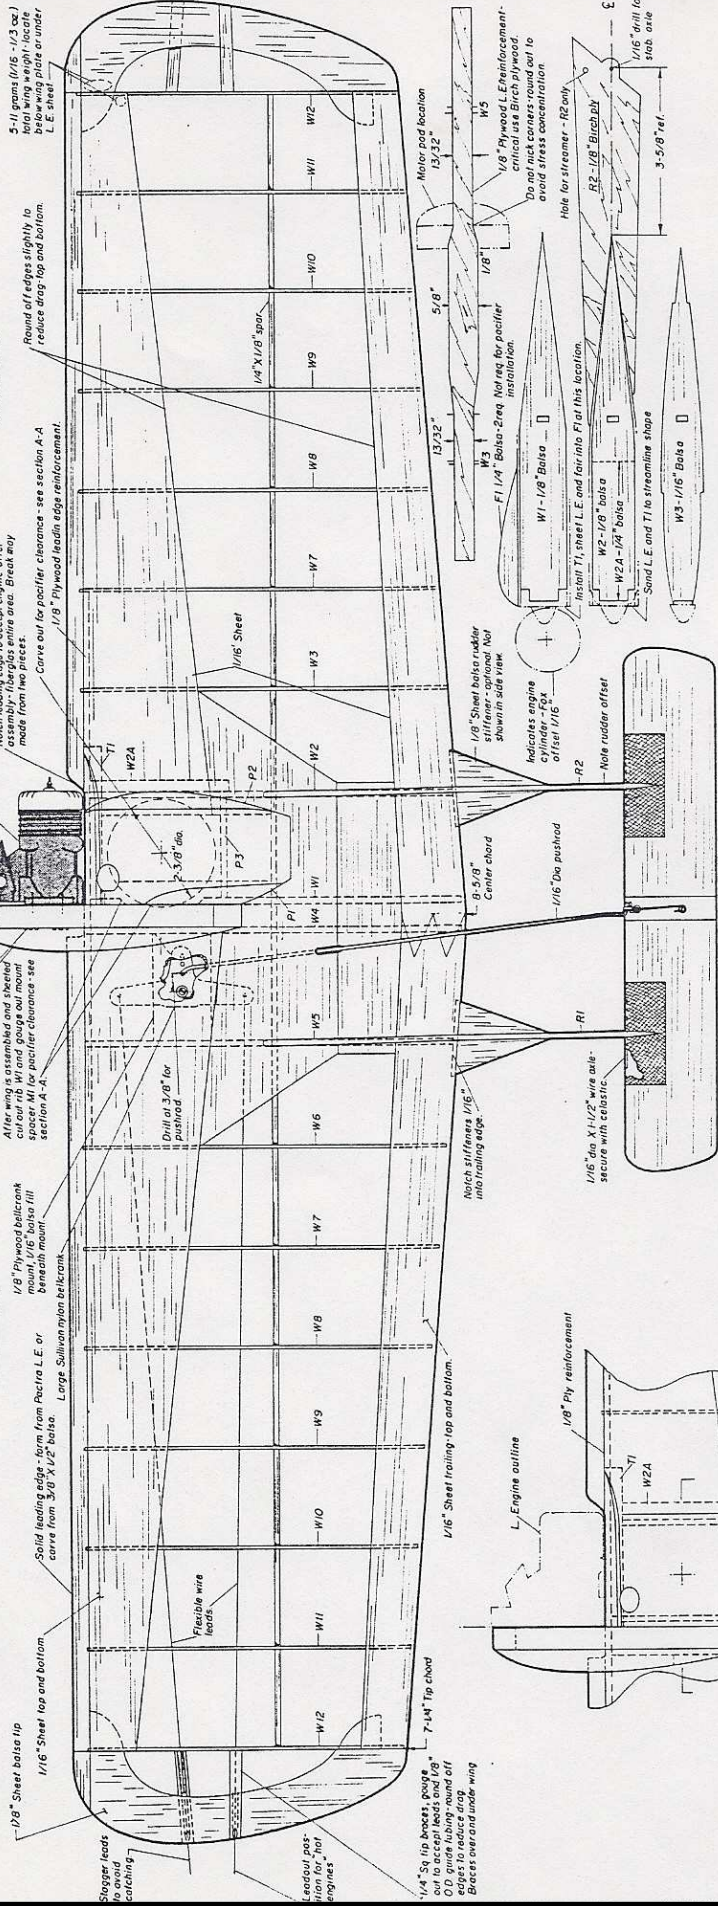 1/8" Sheet balsa tip
1/16" Sheet top and bottom
Solid leading edge - form from Pactra L.E. or
carve from 3/8" X 1/2" balsa.
Large Sullivan nylon bellcrank
1/8" Plywood bellcrank
mount, 1/16" balsa fill
beneath mount.
After wing is assembled and sheeted
cut out rib W1 and gouge out mount
spacer M1 for pacifier clearance - see
section A-A.
assembly - fiberglas entire area. Break may
made from two pieces.
Carve out for pacifier clearance - see section A-A
1/8" Plywood leadin edge reinforcement.
Round off edges slightly to
reduce drag - top and bottom.
5-11 grams (1/16 - 1/3 oz)
total wing weight - locate
below wing plate or under
L.E. sheet
Stagger leads
to avoid
catching
Leadout pos-
ition for "hot
engines"
Flexible wire
leads
Drill at 3/8" for
pushrod.
2-3/8" dia.
T1
W2A
P1
P2
P3
1/16" Sheet
1/4" X 1/8" spar
W12
W11
W10
W9
W8
W7
W6
W5
W4
W1
W2
W3
W7
W8
W9
W10
W11
W12
1/4" Sq tip braces, gouge
out to accept leads and 1/8"
O.D. guide tubing - round off
edges to reduce drag
Braces over and under wing
7-1/4" Tip chord
1/16" Sheet trailing - top and bottom.
Notch stiffeners 1/16"
into trailing edge.
8-5/8"
Center chord
1/8" Sheet balsa rudder
stiffener - optional. Not
shown in side view.
R1
R2
1/16" Dia pushrod
Note rudder offset
1/16" dia X 1-1/2" wire axle-
secure with celastic.
L. Engine outline
1/8" Ply reinforcement
T1
W2A
Indicates engine
cylinder - Fox
offset 1/16"
Motor pod location
13/32"
5/8"
13/32"
W3
W5
1/8"
1/8" Plywood L.E. reinforcement-
critical use Birch plywood.
Do not nick corners - round out to
avoid stress concentration.
F1 1/4" Balsa - 2 req. Not req. for pacifier
installation.
W1 - 1/8" Balsa
Install T1, sheet L.E. and fair into F1 at this location.
W2 - 1/8" balsa
W2A - 1/4" balsa
Sand L.E. and T1 to streamline shape
W3 - 1/16" Balsa
Hole for streamer - R2 only
R2 - 1/8" Birch ply
1/16" drill fo
stab. axle
3-5/8" ref.